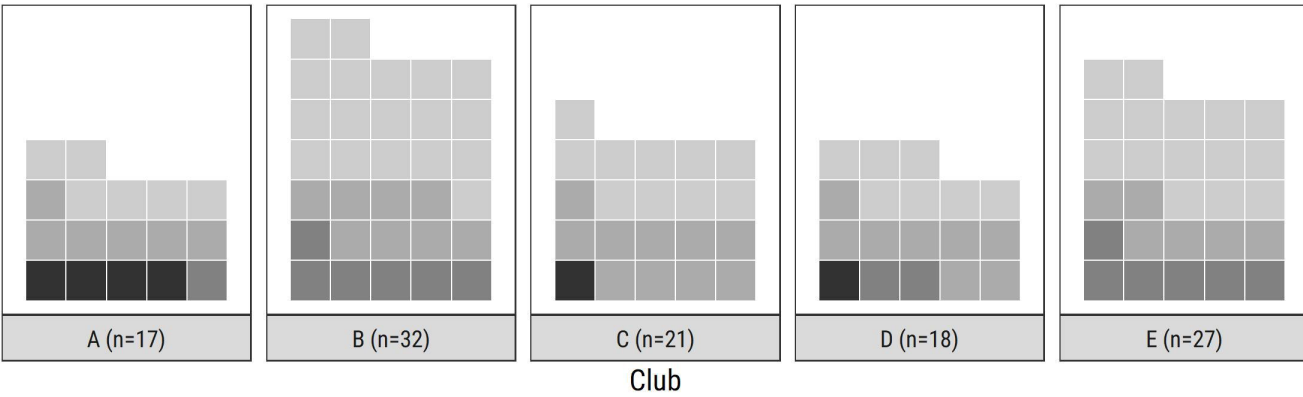 A (n=17)
B (n=32)
C (n=21)
D (n=18)
E (n=27)
Club